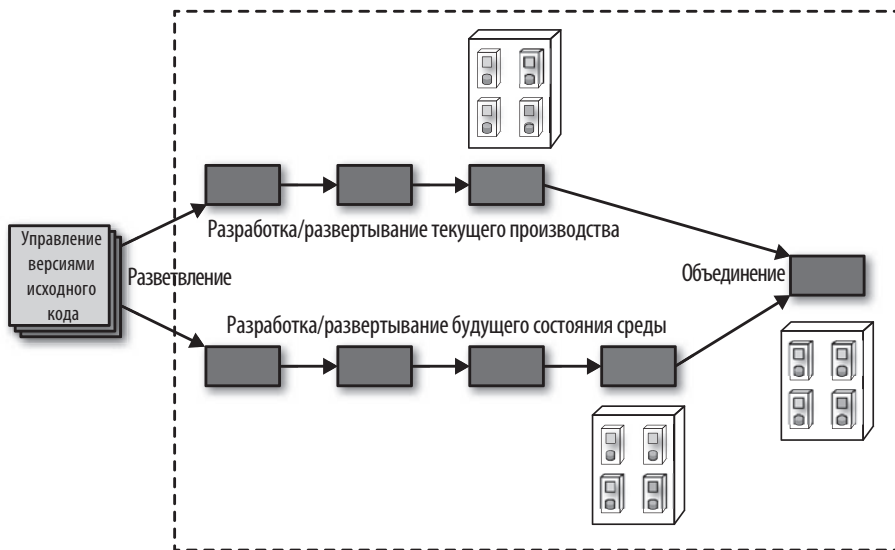 Управление
версиями
исходного
кода
Разветвление
Разработка/развертывание текущего производства
Объединение
Разработка/развертывание будущего состояния среды